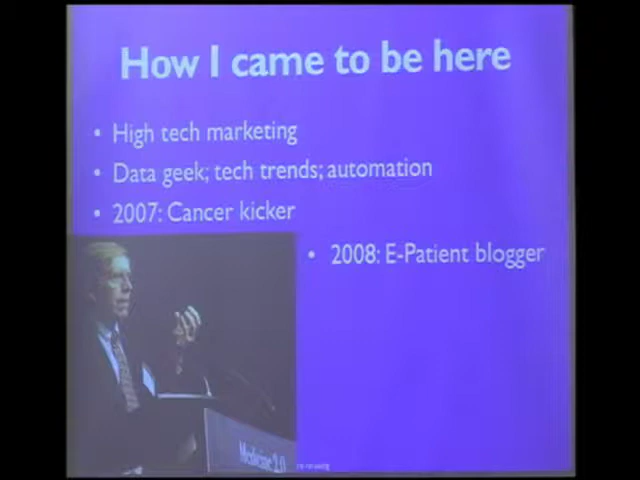 How I came to be here
• High tech marketing
• Data geek; tech trends; automation
• 2007: Cancer kicker
• 2008: E-Patient blogger
Medicine 2.0